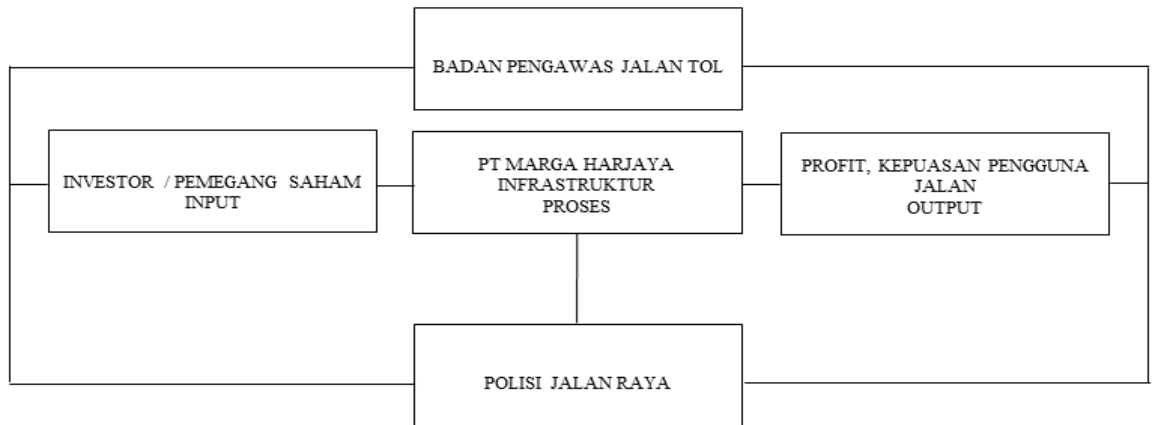 BADAN PENGAWAS JALAN TOL
INVESTOR / PEMEGANG SAHAM
INPUT
PT MARGA HARJAYA
INFRASTRUKTUR
PROSES
PROFIT, KEPUASAN PENGGUNA
JALAN
OUTPUT
POLISI JALAN RAYA